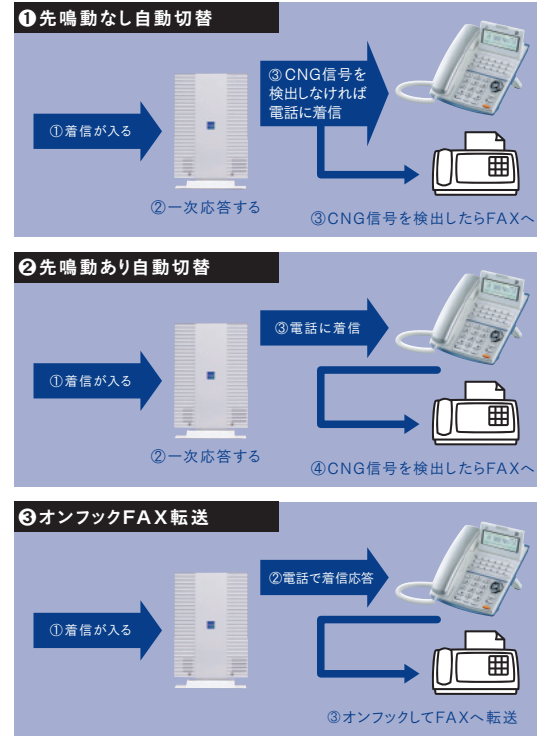 ❶先鳴動なし自動切替
①着信が入る
②一次応答する
③CNG信号を
検出しなければ
電話に着信
③CNG信号を検出したらFAXへ
❷先鳴動あり自動切替
①着信が入る
②一次応答する
③電話に着信
④CNG信号を検出したらFAXへ
❸オンフックFAX転送
①着信が入る
②電話で着信応答
③オンフックしてFAXへ転送